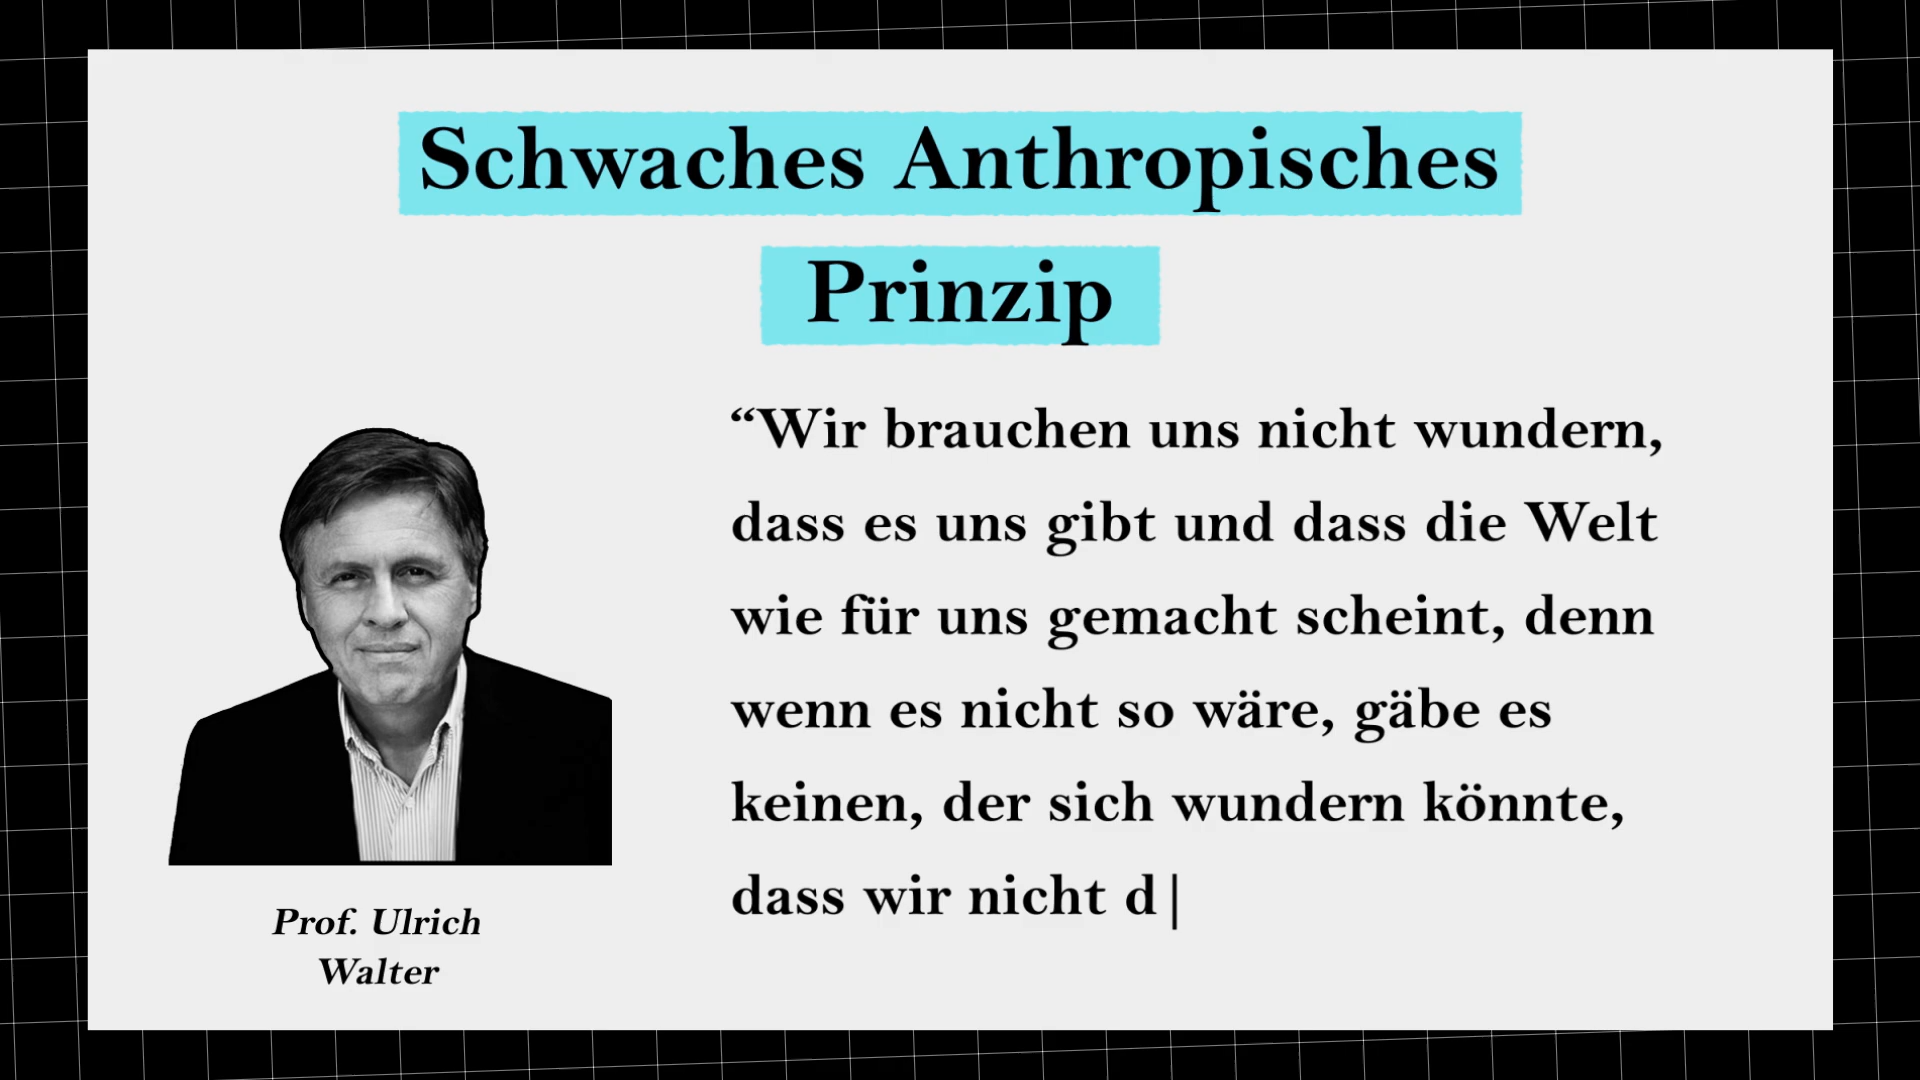 Schwaches Anthropisches
Prinzip
“Wir brauchen uns nicht wundern,
dass es uns gibt und dass die Welt
wie für uns gemacht scheint, denn
wenn es nicht so wäre, gäbe es
keinen, der sich wundern könnte,
dass wir nicht d|
Prof. Ulrich
Walter